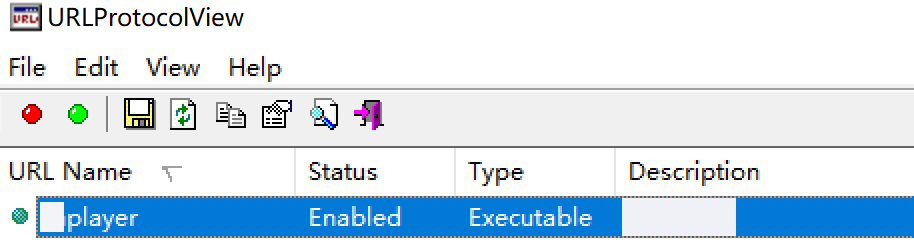 URLProtocolView
File Edit View Help
URL Name Status Type Description
player Enabled Executable